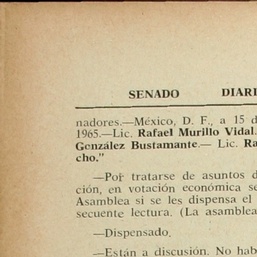 SENADO DIARI
nadores.—México, D. F., a 15 d
1965.—Lic. Rafael Murillo Vidal.
González Bustamante.— Lic. Ra
cho."
—Por tratarse de asuntos d
ción, en votación económica se
Asamblea si se les dispensa el
secuente lectura. (La asamblea
—Dispensado.
—Están a discusión. No hab